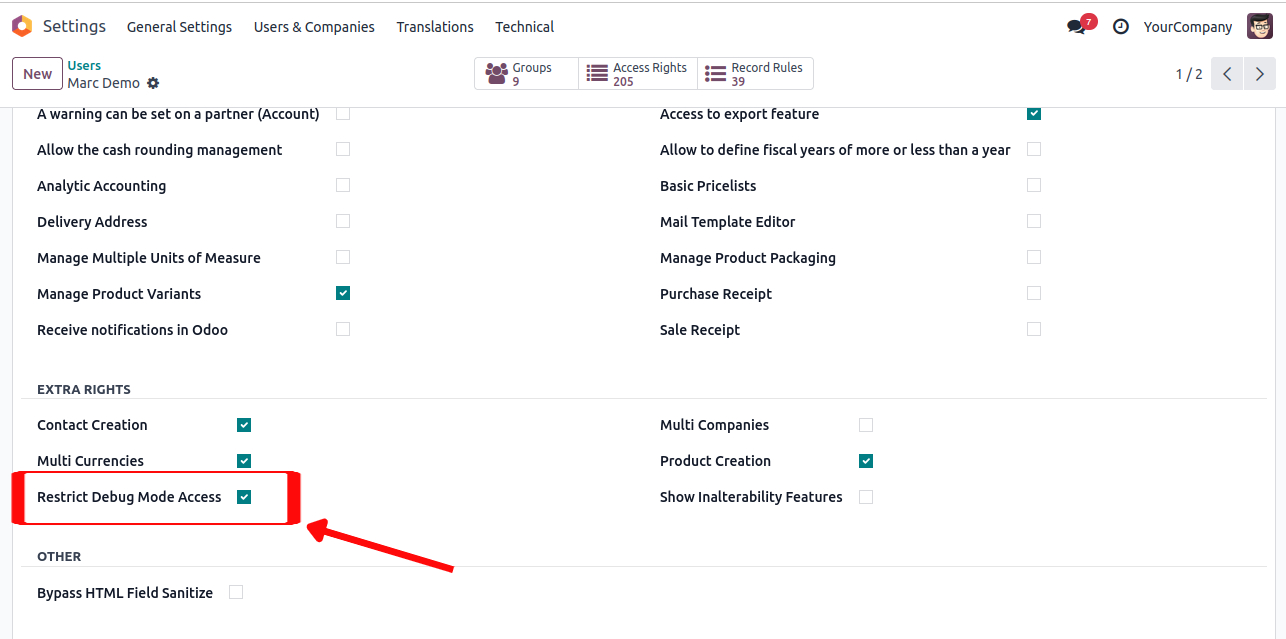 Settings General Settings Users & Companies Translations Technical 7 YourCompany
New Users Marc Demo Groups 9 Access Rights 205 Record Rules 39 1 / 2
A warning can be set on a partner (Account) Access to export feature
Allow the cash rounding management Allow to define fiscal years of more or less than a year
Analytic Accounting Basic Pricelists
Delivery Address Mail Template Editor
Manage Multiple Units of Measure Manage Product Packaging
Manage Product Variants Purchase Receipt
Receive notifications in Odoo Sale Receipt
EXTRA RIGHTS
Contact Creation Multi Companies
Multi Currencies Product Creation
Restrict Debug Mode Access Show Inalterability Features
OTHER
Bypass HTML Field Sanitize